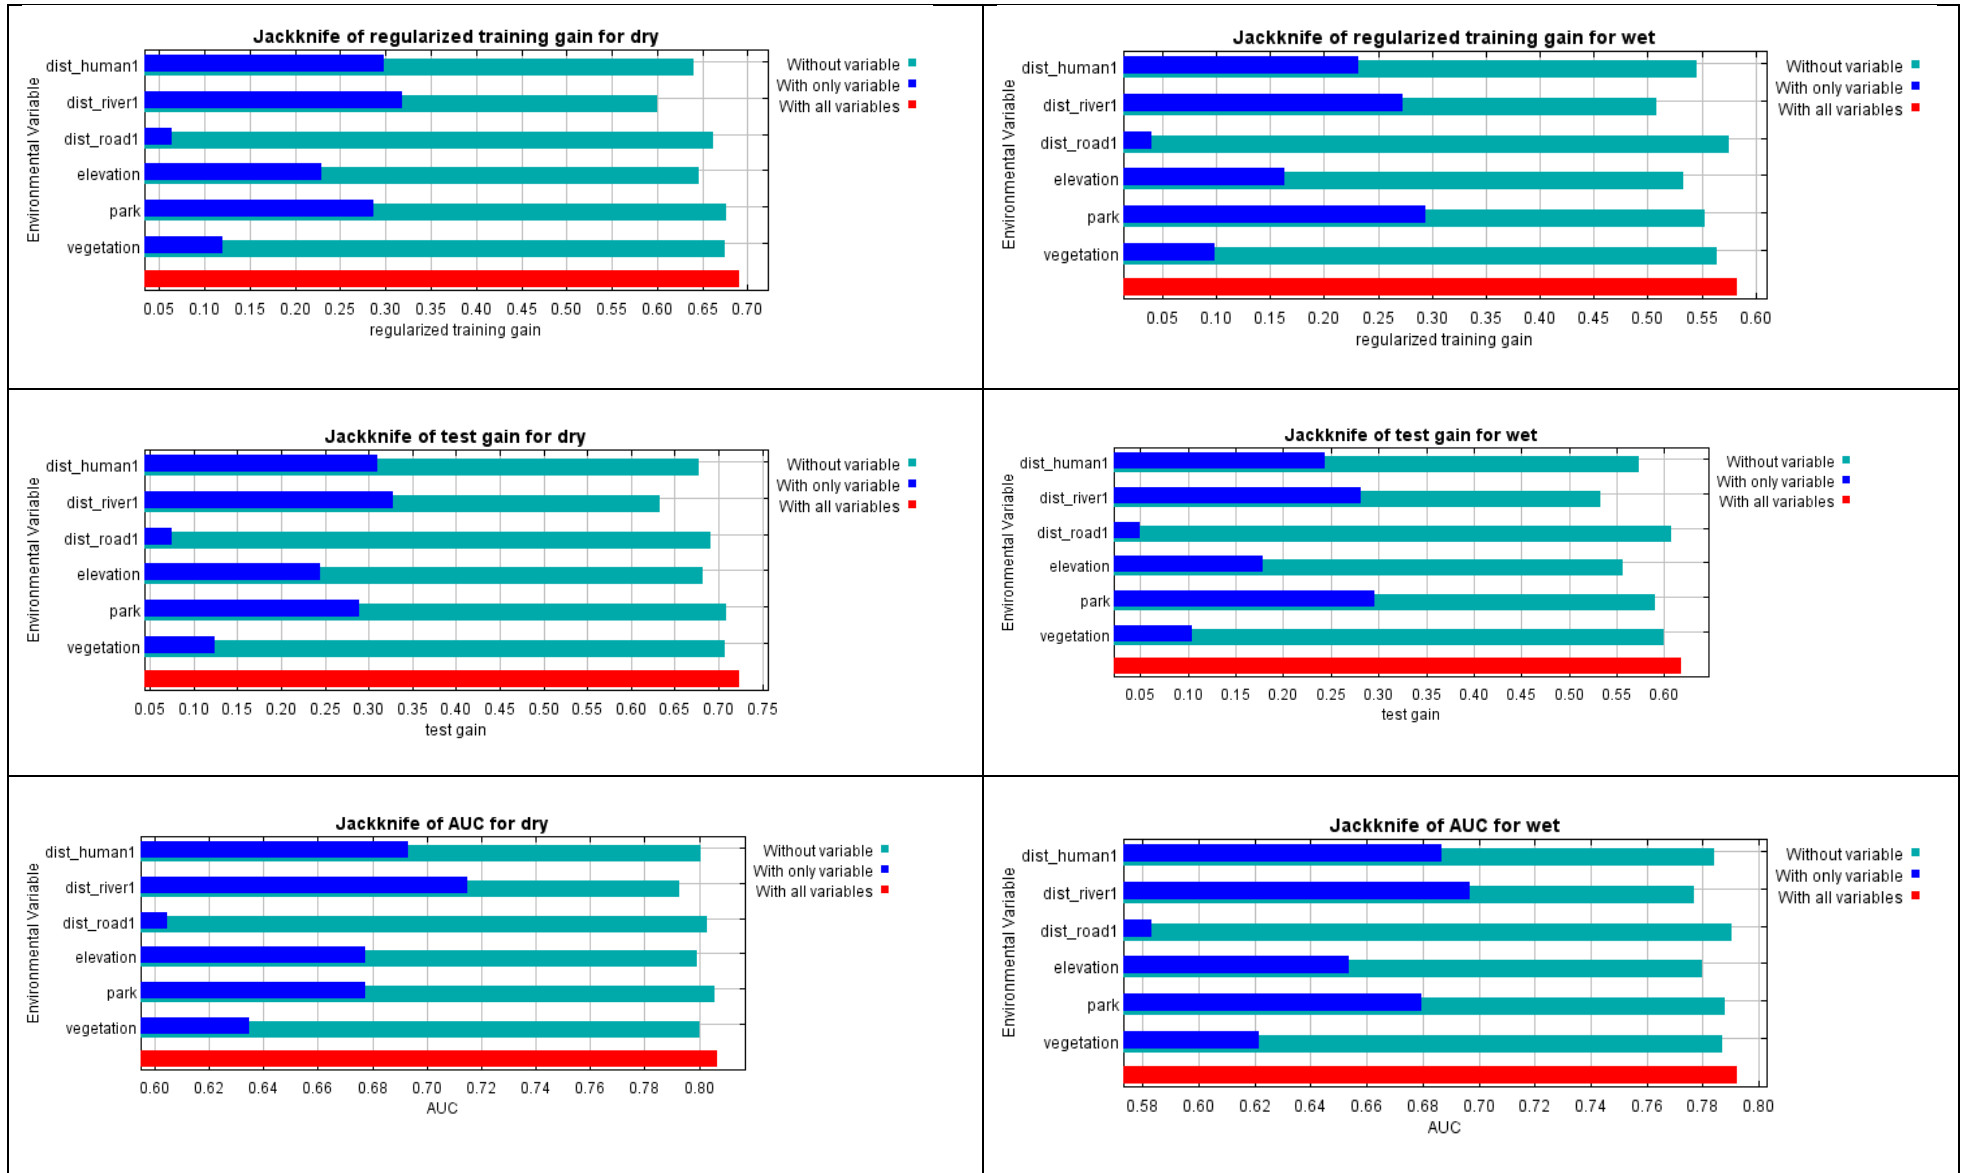 Jackknife of regularized training gain for dry
Environmental Variable
dist_human1
dist_river1
dist_road1
elevation
park
vegetation
0.05 0.10 0.15 0.20 0.25 0.30 0.35 0.40 0.45 0.50 0.55 0.60 0.65 0.70
regularized training gain
Without variable
With only variable
With all variables
Jackknife of regularized training gain for wet
Environmental Variable
dist_human1
dist_river1
dist_road1
elevation
park
vegetation
0.05 0.10 0.15 0.20 0.25 0.30 0.35 0.40 0.45 0.50 0.55 0.60
regularized training gain
Without variable
With only variable
With all variables
Jackknife of test gain for dry
Environmental Variable
dist_human1
dist_river1
dist_road1
elevation
park
vegetation
0.05 0.10 0.15 0.20 0.25 0.30 0.35 0.40 0.45 0.50 0.55 0.60 0.65 0.70 0.75
test gain
Without variable
With only variable
With all variables
Jackknife of test gain for wet
Environmental Variable
dist_human1
dist_river1
dist_road1
elevation
park
vegetation
0.05 0.10 0.15 0.20 0.25 0.30 0.35 0.40 0.45 0.50 0.55 0.60
test gain
Without variable
With only variable
With all variables
Jackknife of AUC for dry
Environmental Variable
dist_human1
dist_river1
dist_road1
elevation
park
vegetation
0.60 0.62 0.64 0.66 0.68 0.70 0.72 0.74 0.76 0.78 0.80
AUC
Without variable
With only variable
With all variables
Jackknife of AUC for wet
Environmental Variable
dist_human1
dist_river1
dist_road1
elevation
park
vegetation
0.58 0.60 0.62 0.64 0.66 0.68 0.70 0.72 0.74 0.76 0.78 0.80
AUC
Without variable
With only variable
With all variables